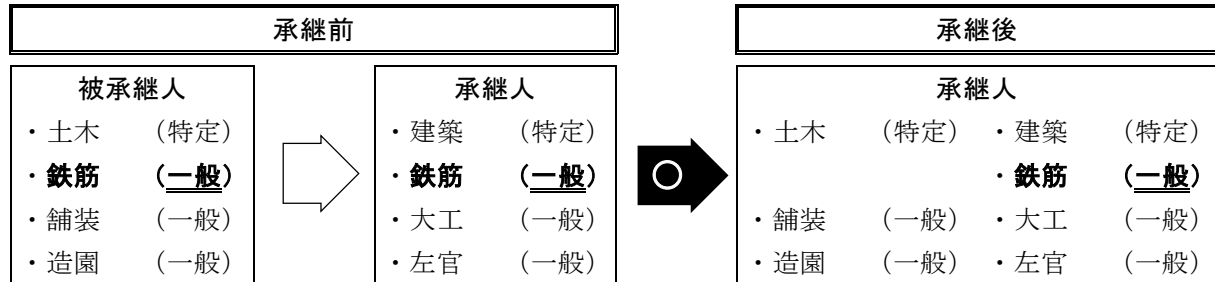 承継前
被承継人
・土木 (特定)
・鉄筋 (一般)
・舗装 (一般)
・造園 (一般)
承継人
・建築 (特定)
・鉄筋 (一般)
・大工 (一般)
・左官 (一般)
○
承継後
承継人
・土木 (特定) ・建築 (特定)
・鉄筋 (一般)
・舗装 (一般) ・大工 (一般)
・造園 (一般) ・左官 (一般)